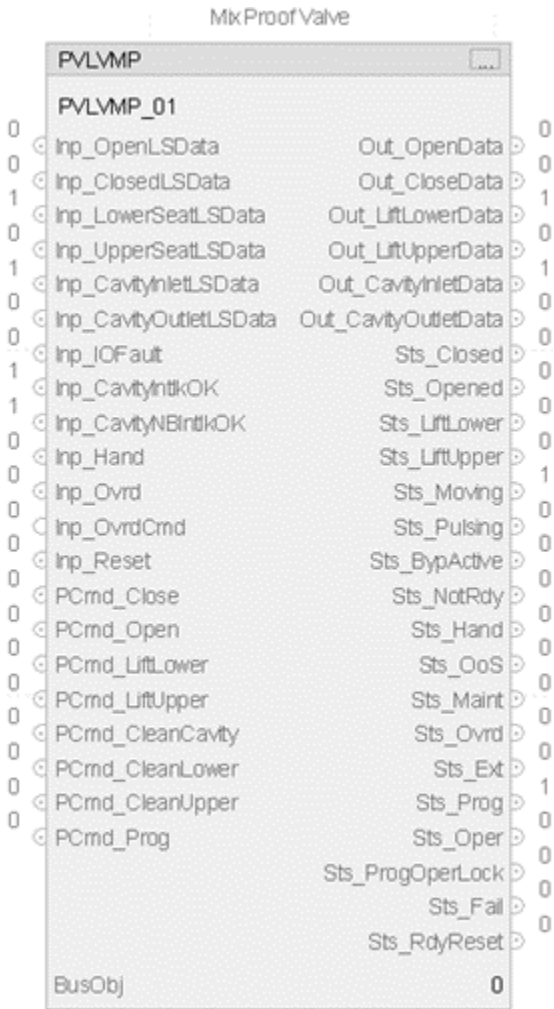 Mix Proof Valve
PVLVMP ...
PVLVMP_01
0 0
Inp_OpenLSData Out_OpenData
0 0
Inp_ClosedLSData Out_CloseData
1 1
Inp_LowerSeatLSData Out_LiftLowerData
0 0
Inp_UpperSeatLSData Out_LiftUpperData
1 1
Inp_CavityInletLSData Out_CavityInletData
0 0
Inp_CavityOutletLSData Out_CavityOutletData
0 0
Inp_IOFault Sts_Closed
1 0
Inp_CavityIntlkOK Sts_Opened
1 0
Inp_CavityNBIntlkOK Sts_LiftLower
0 0
Inp_Hand Sts_LiftUpper
0 1
Inp_Ovrd Sts_Moving
0 0
Inp_OvrdCmd Sts_Pulsing
0 0
Inp_Reset Sts_BypActive
0 0
PCmd_Close Sts_NotRdy
0 0
PCmd_Open Sts_Hand
0 0
PCmd_LiftLower Sts_OoS
0 0
PCmd_LiftUpper Sts_Maint
0 0
PCmd_CleanCavity Sts_Ovrd
0 0
PCmd_CleanLower Sts_Ext
0 1
PCmd_CleanUpper Sts_Prog
0 0
PCmd_Prog Sts_Oper
0
Sts_ProgOperLock
0
Sts_Fail
0
Sts_RdyReset
BusObj 0